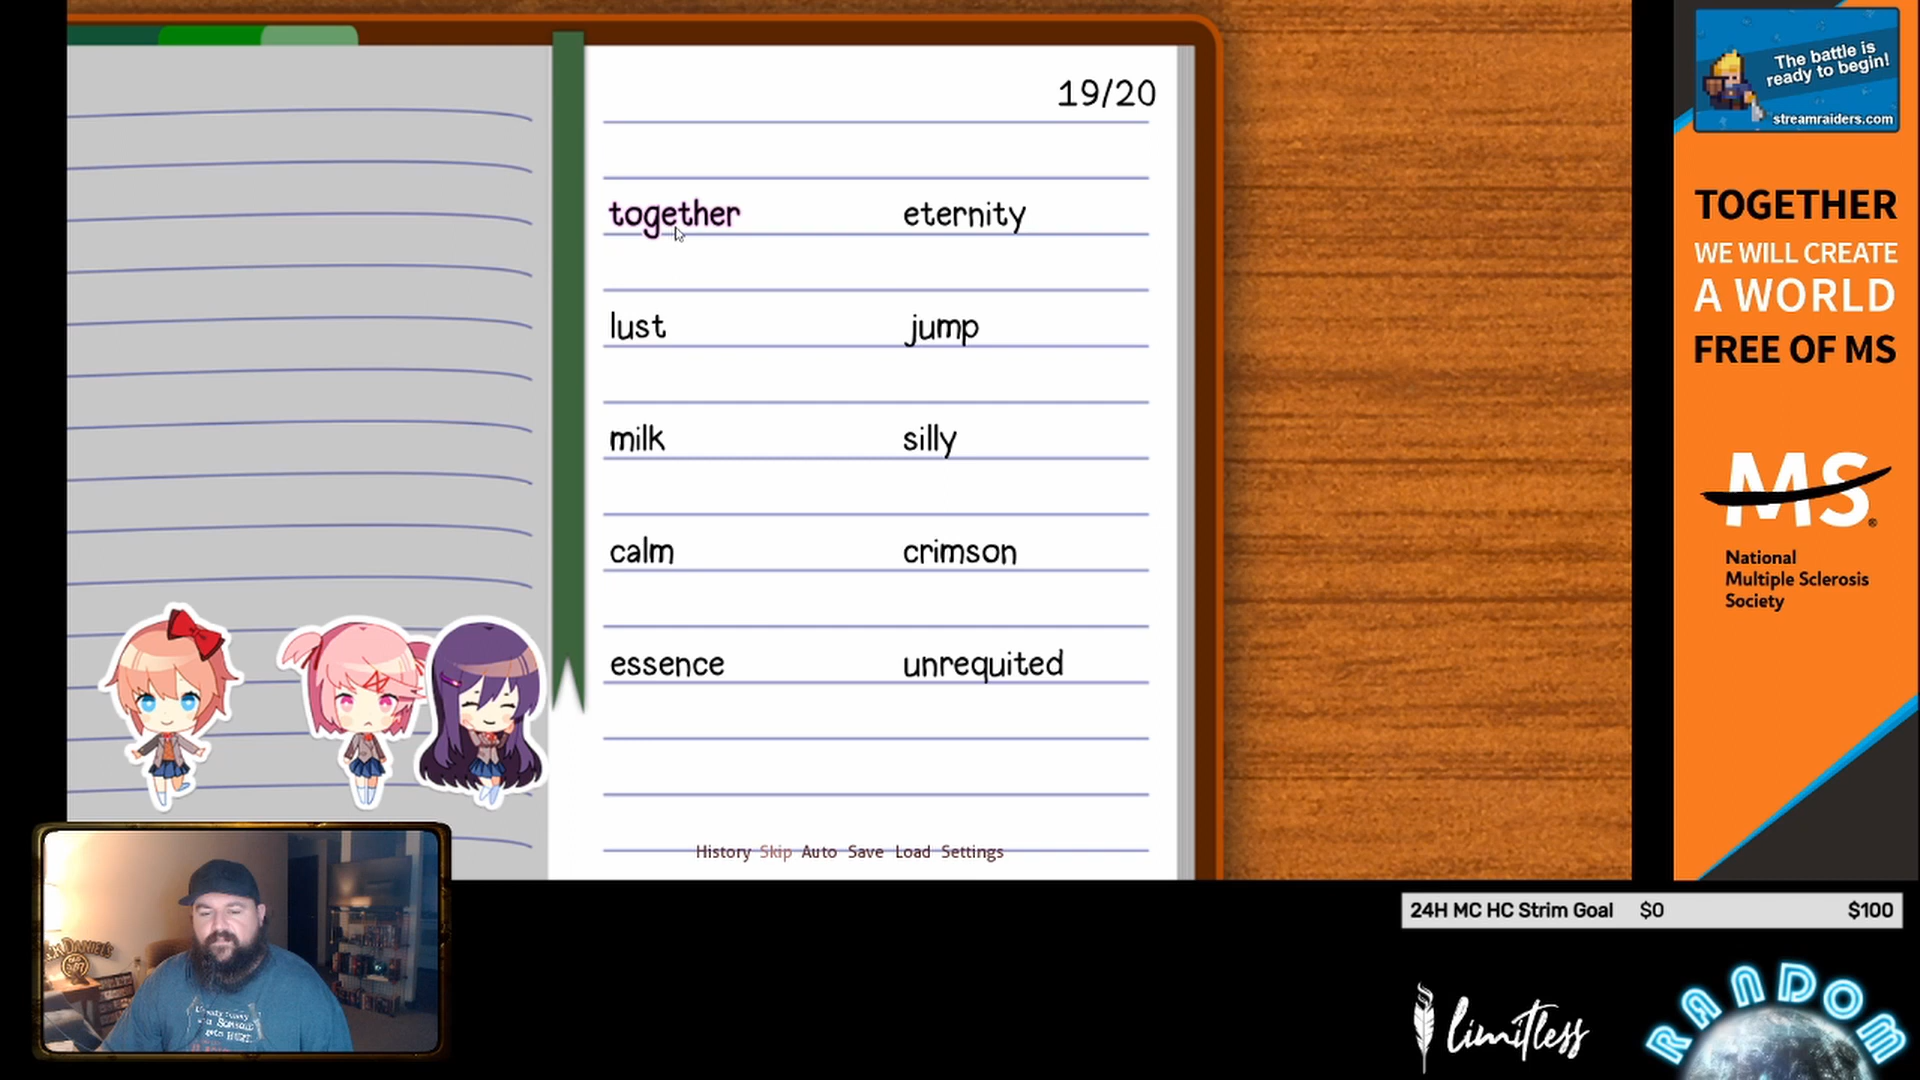 19/20
together eternity
lust jump
milk silly
calm crimson
essence unrequited
History Skip Auto Save Load Settings
The battle is
ready to begin!
streamraiders.com
TOGETHER
WE WILL CREATE
A WORLD
FREE OF MS
MS
National
Multiple Sclerosis
Society
24H MC HC Strim Goal $0 $100
limitless
RANDOM